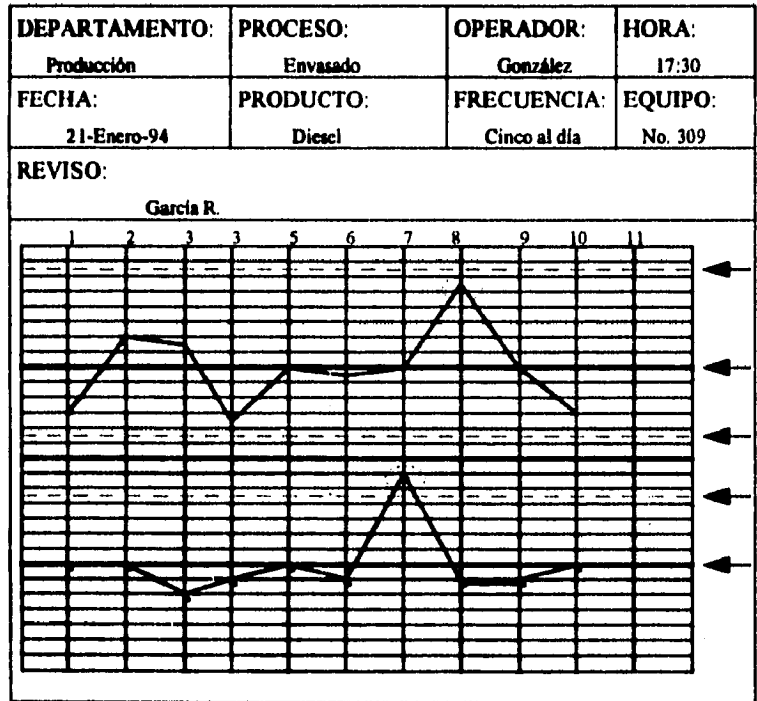 DEPARTAMENTO: PROCESO: OPERADOR: HORA:
Producción Envasado González 17:30
FECHA: PRODUCTO: FRECUENCIA: EQUIPO:
21-Enero-94 Diesel Cinco al día No. 309
REVISO:
García R.
1 2 3 3 5 6 7 8 9 10 11